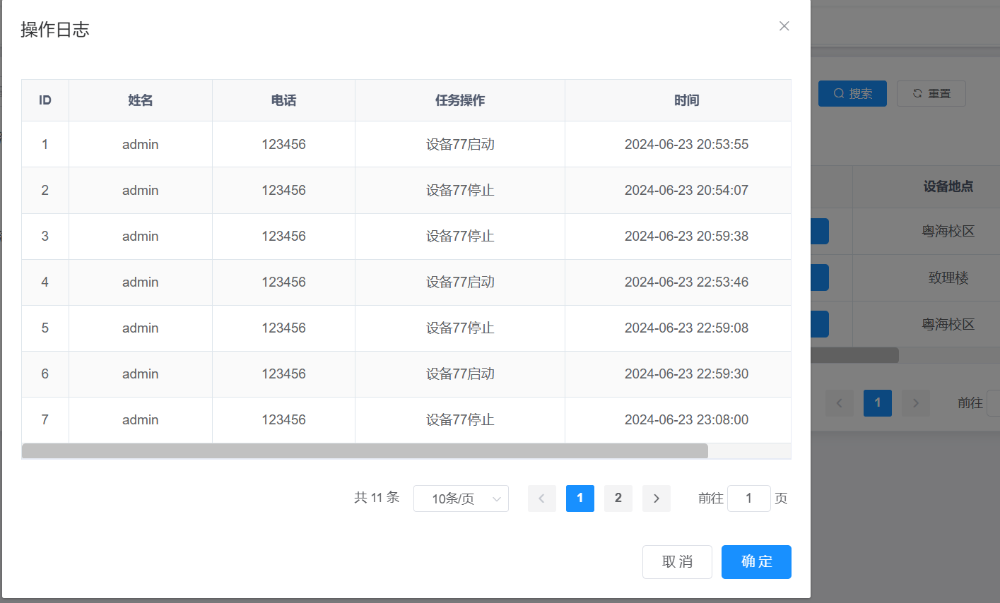 操作日志
ID 姓名 电话 任务操作 时间
1 admin 123456 设备77启动 2024-06-23 20:53:55
2 admin 123456 设备77停止 2024-06-23 20:54:07
3 admin 123456 设备77停止 2024-06-23 20:59:38
4 admin 123456 设备77启动 2024-06-23 22:53:46
5 admin 123456 设备77停止 2024-06-23 22:59:08
6 admin 123456 设备77启动 2024-06-23 22:59:30
7 admin 123456 设备77停止 2024-06-23 23:08:00
共 11 条 10条/页 1 2 前往 1 页
取消 确定
搜索 重置
设备地点
粤海校区
致理楼
粤海校区
1 前往